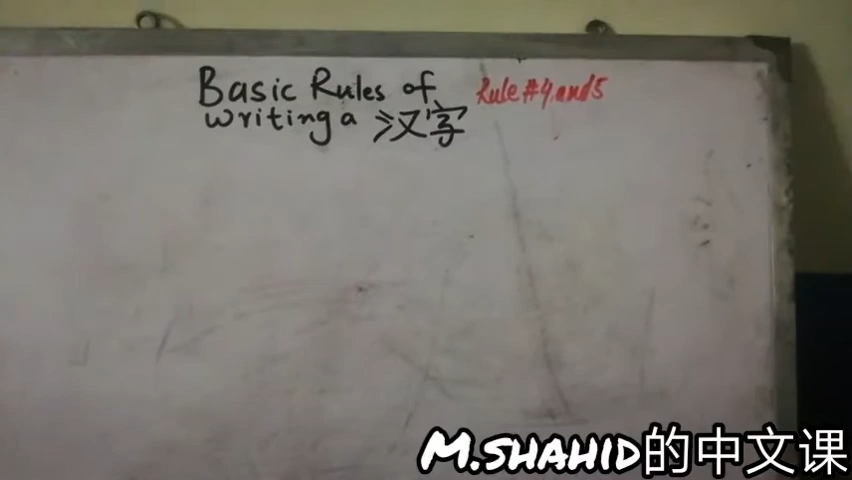 Basic Rules of Rule #4 and 5
writing a 汉字
M.SHAHID的中文课